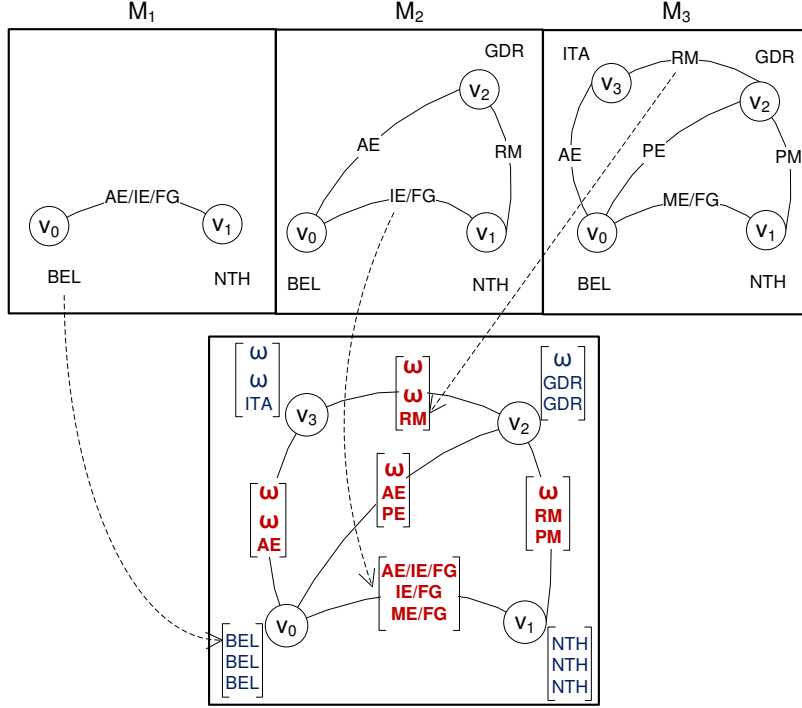 M₁
M₂
M₃
AE/IE/FG
v₀
v₁
BEL
NTH
GDR
v₂
AE
RM
IE/FG
v₀
v₁
BEL
NTH
ITA
RM
GDR
v₃
v₂
AE
PE
PM
ME/FG
v₀
v₁
BEL
NTH
ω
ω
ITA
ω
ω
RM
ω
GDR
GDR
v₃
v₂
ω
ω
AE
ω
AE
PE
ω
RM
PM
AE/IE/FG
IE/FG
ME/FG
v₀
v₁
BEL
BEL
BEL
NTH
NTH
NTH